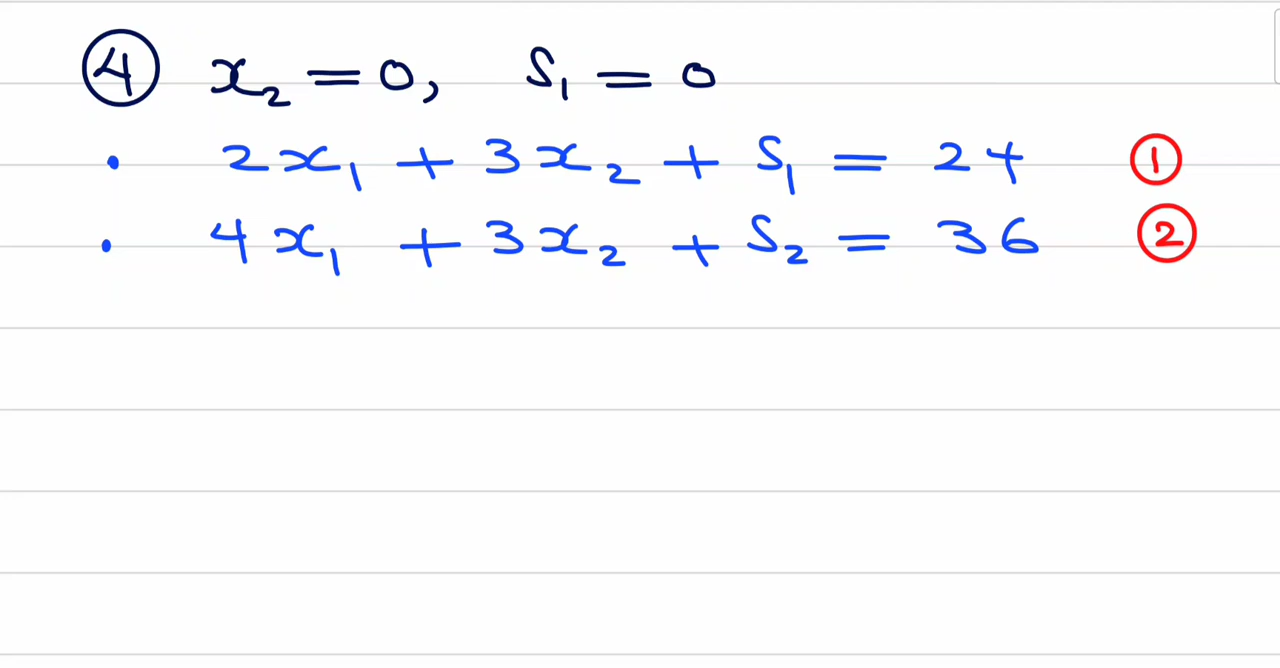 ④ x₂ = 0, S₁ = 0
· 2x₁ + 3x₂ + S₁ = 24 ①
· 4x₁ + 3x₂ + S₂ = 36 ②